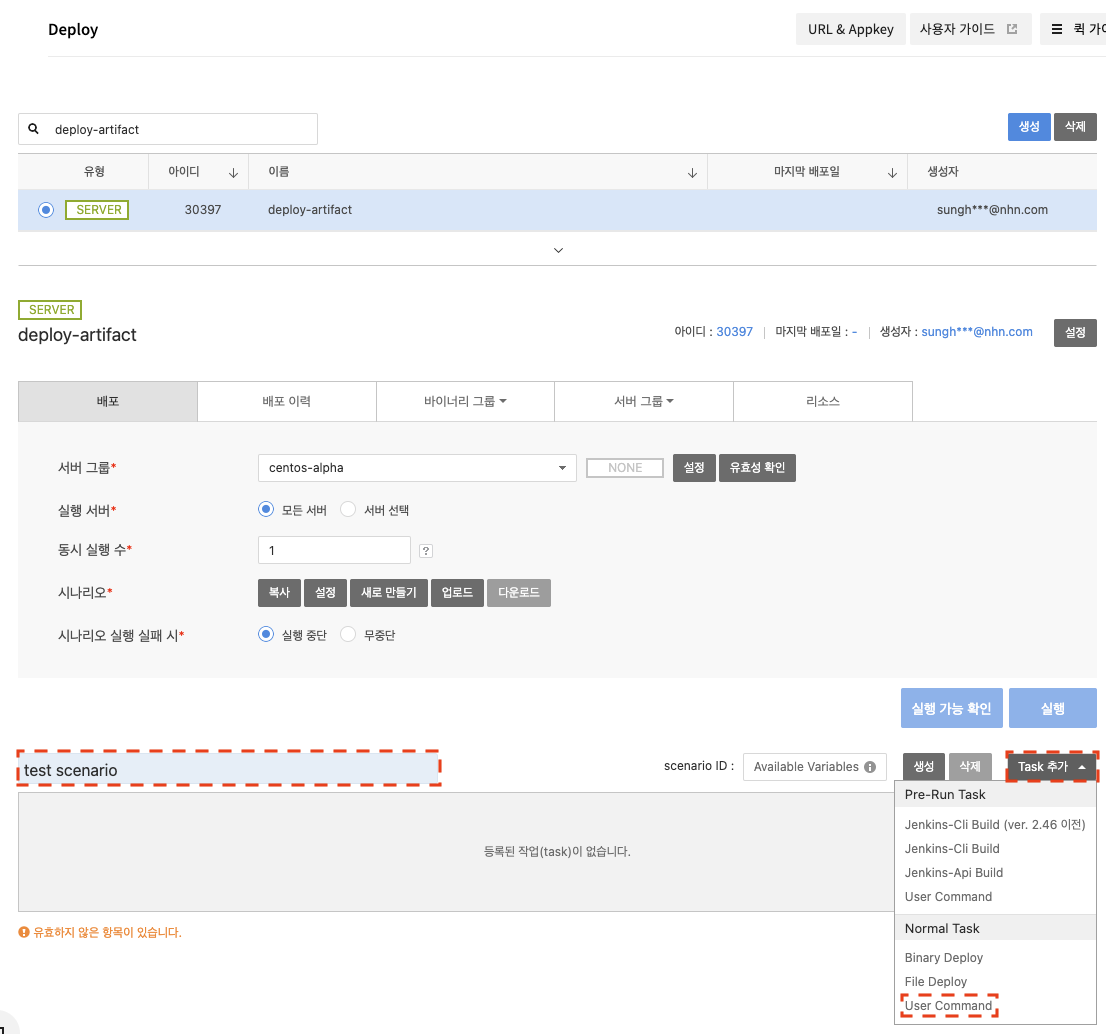 Deploy
URL & Appkey
사용자 가이드
퀵 가이
deploy-artifact
생성
삭제
유형
아이디
이름
마지막 배포일
생성자
SERVER
30397
deploy-artifact
sungh***@nhn.com
SERVER
deploy-artifact
아이디 : 30397
마지막 배포일 : -
생성자 : sungh***@nhn.com
설정
배포
배포 이력
바이너리 그룹
서버 그룹
리소스
서버 그룹*
centos-alpha
NONE
설정
유효성 확인
실행 서버*
모든 서버
서버 선택
동시 실행 수*
1
?
시나리오*
복사
설정
새로 만들기
업로드
다운로드
시나리오 실행 실패 시*
실행 중단
무중단
실행 가능 확인
실행
test scenario
scenario ID :
Available Variables
생성
삭제
Task 추가
Pre-Run Task
Jenkins-Cli Build (ver. 2.46 이전)
Jenkins-Cli Build
Jenkins-Api Build
User Command
Normal Task
Binary Deploy
File Deploy
User Command
등록된 작업(task)이 없습니다.
유효하지 않은 항목이 있습니다.